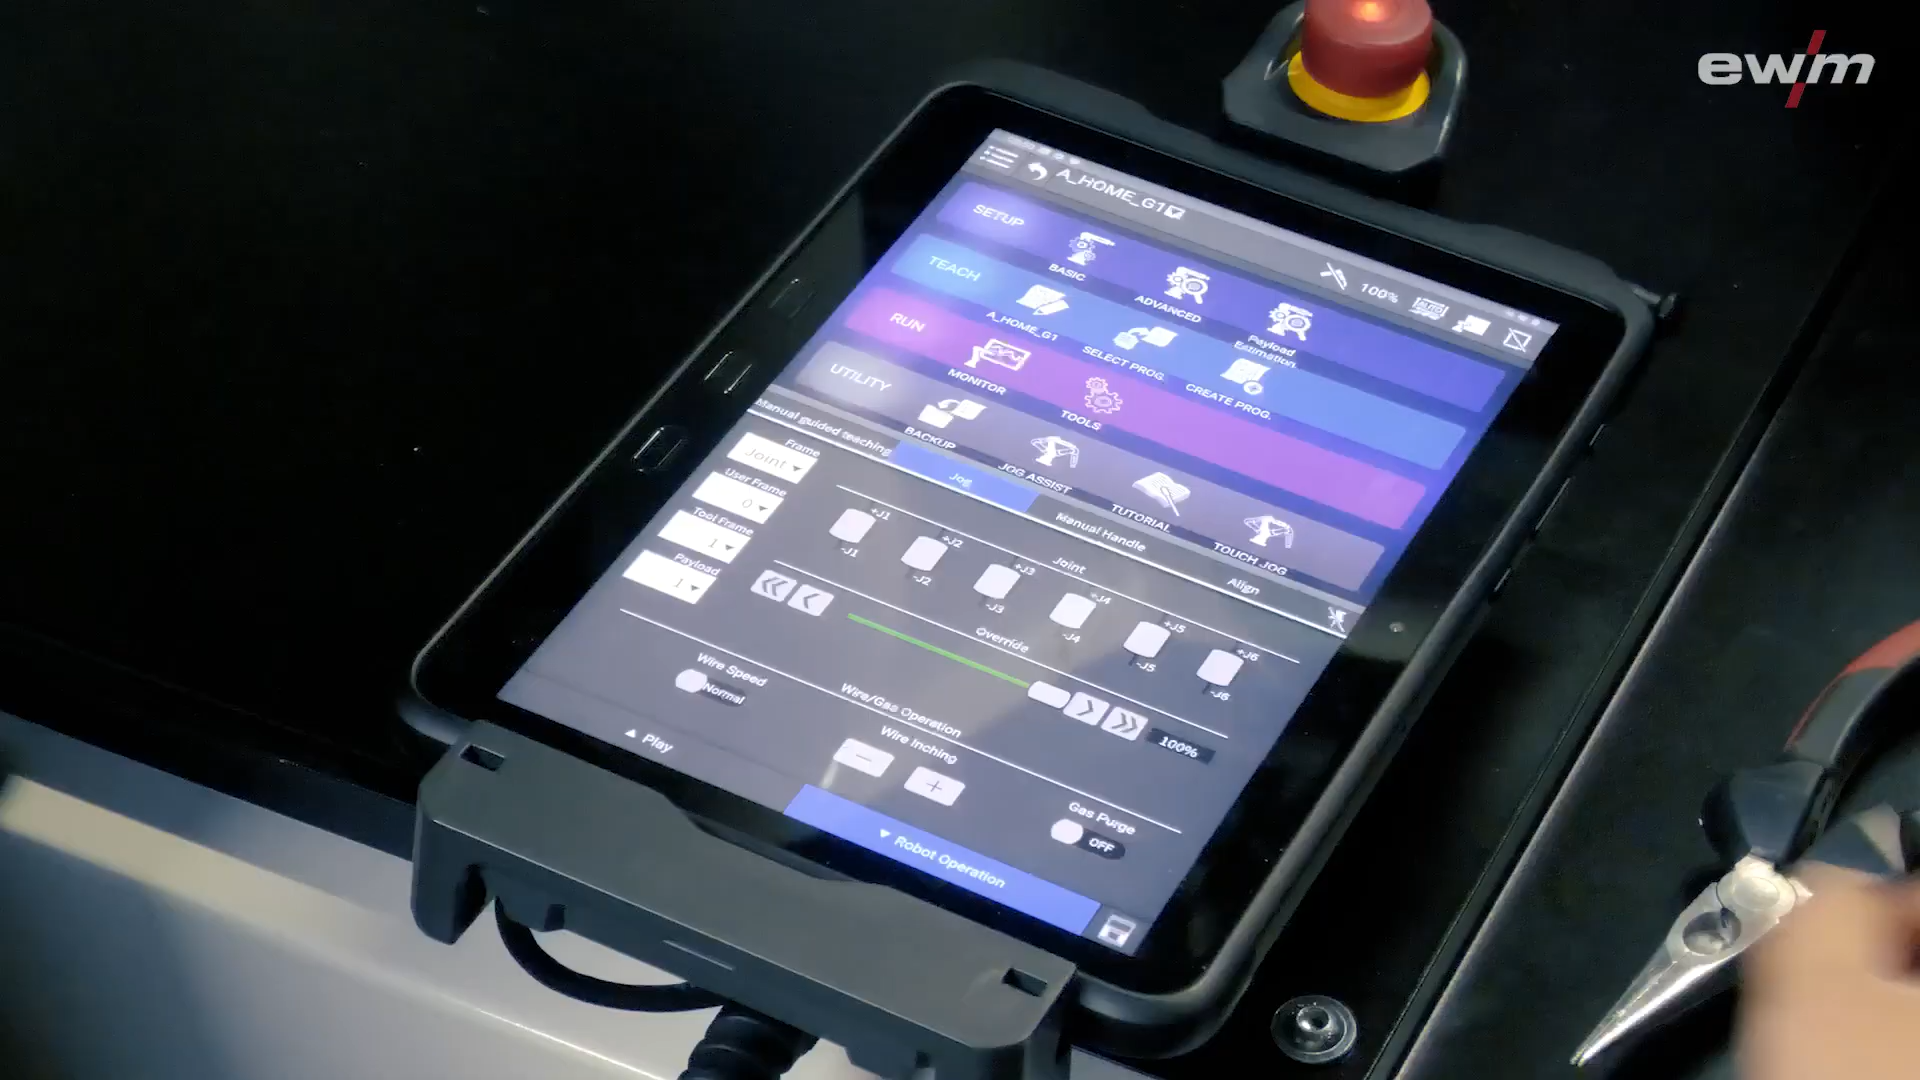 ewm
A_HOME_G1
100%
AUTO
SETUP
BASIC
ADVANCED
Payload
Estimation
TEACH
A_HOME_G1
SELECT PROG.
CREATE PROG.
RUN
MONITOR
TOOLS
UTILITY
BACKUP
JOG ASSIST
TUTORIAL
TOUCH JOG
Manual guided teaching
Jog
Manual Handle
Align
Frame
Joint
User Frame
0
Tool Frame
1
Payload
1
Joint
+J1
-J1
+J2
-J2
+J3
-J3
+J4
-J4
+J5
-J5
+J6
-J6
Override
100%
Wire/Gas Operation
Wire Speed
Normal
Wire Inching
Gas Purge
OFF
Play
Robot Operation